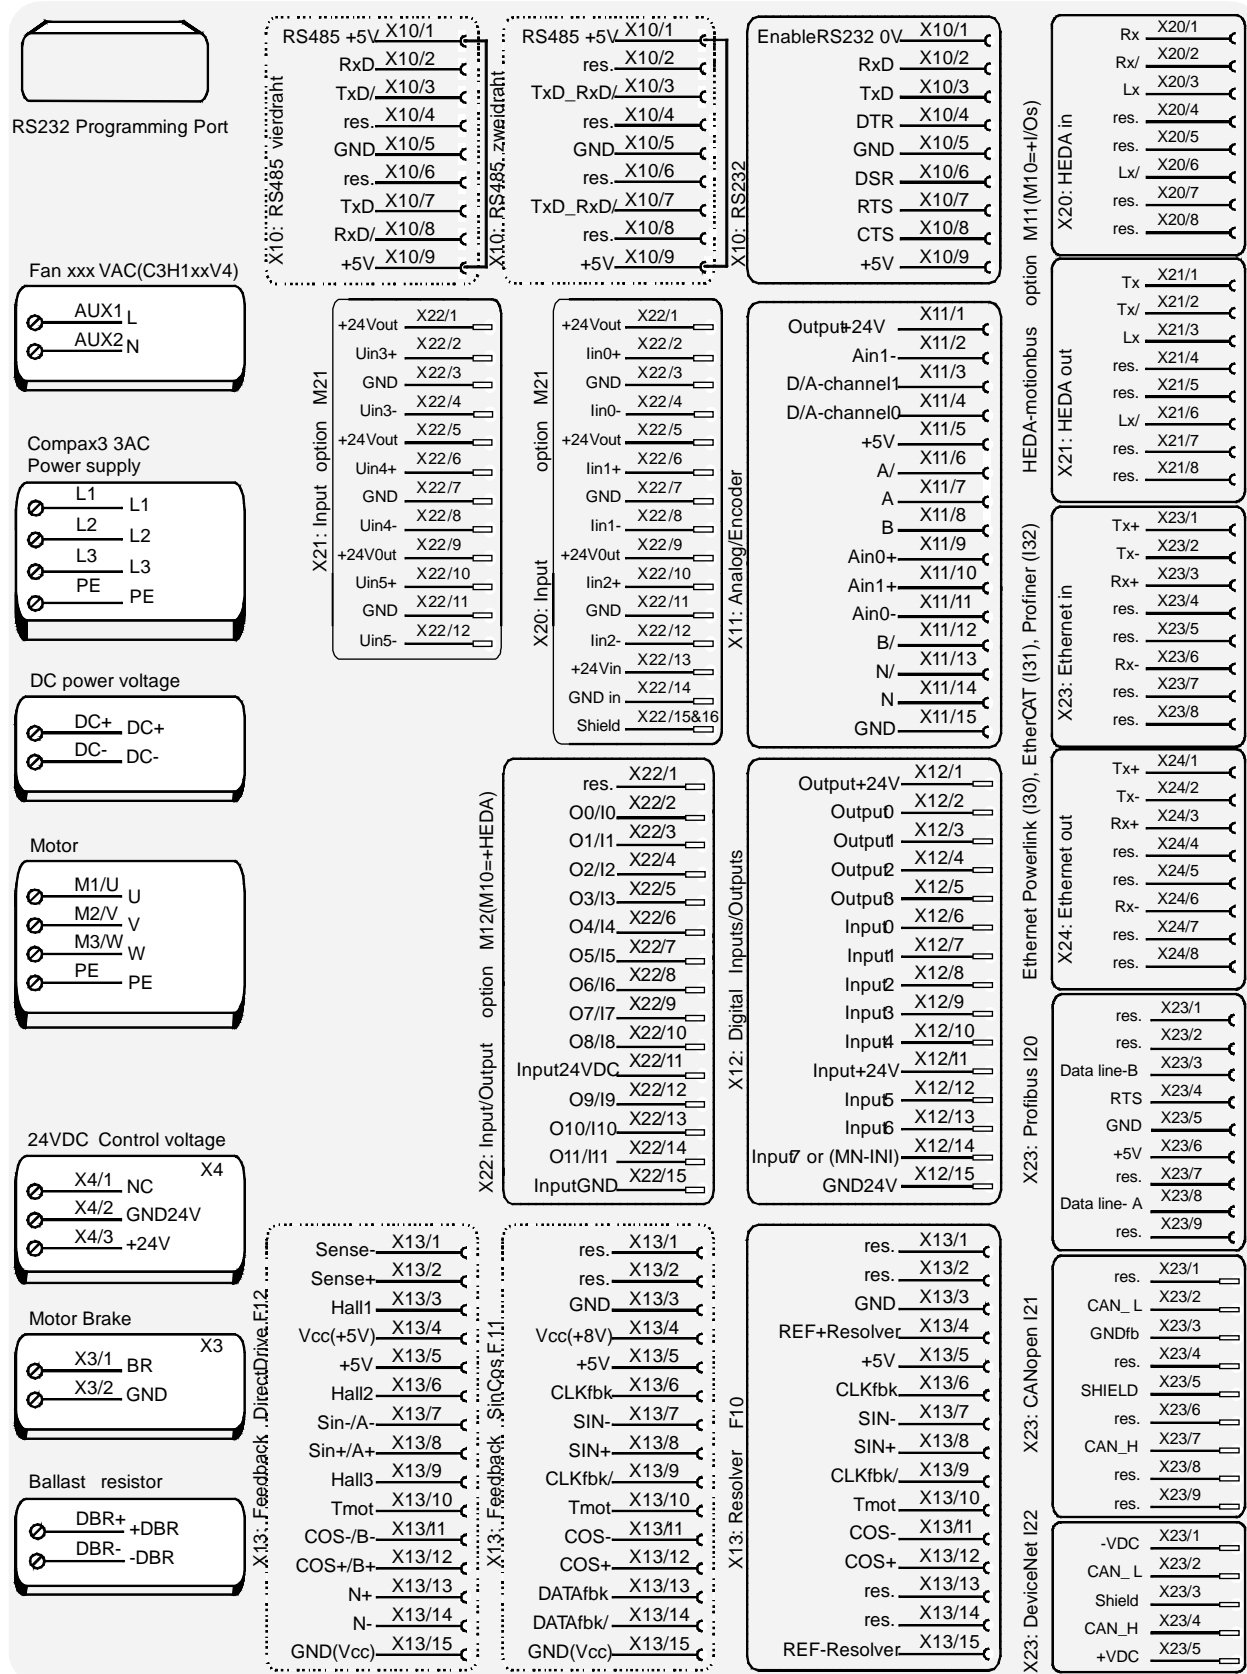 RS232 Programming Port
Fan xxx VAC(C3H1xxV4)
AUX1 L
AUX2 N
Compax3 3AC
Power supply
L1 L1
L2 L2
L3 L3
PE PE
DC power voltage
DC+ DC+
DC- DC-
Motor
M1/U U
M2/V V
M3/W W
PE PE
24VDC Control voltage
X4
X4/1 NC
X4/2 GND24V
X4/3 +24V
Motor Brake
X3
X3/1 BR
X3/2 GND
Ballast resistor
DBR+ +DBR
DBR- -DBR
X10: RS485 vierdraht
RS485 +5V X10/1
RxD X10/2
TxD/ X10/3
res. X10/4
GND X10/5
res. X10/6
TxD X10/7
RxD/ X10/8
+5V X10/9
X10: RS485 zweidraht
RS485 +5V X10/1
res. X10/2
TxD_RxD/ X10/3
res. X10/4
GND X10/5
res. X10/6
TxD_RxD/ X10/7
res. X10/8
+5V X10/9
X10: RS232
EnableRS232 0V X10/1
RxD X10/2
TxD X10/3
DTR X10/4
GND X10/5
DSR X10/6
RTS X10/7
CTS X10/8
+5V X10/9
X21: Input option M21
+24Vout X22/1
Uin3+ X22/2
GND X22/3
Uin3- X22/4
+24Vout X22/5
Uin4+ X22/6
GND X22/7
Uin4- X22/8
+24V0ut X22/9
Uin5+ X22/10
GND X22/11
Uin5- X22/12
X20: Input option M21
+24Vout X22/1
Iin0+ X22/2
GND X22/3
Iin0- X22/4
+24Vout X22/5
Iin1+ X22/6
GND X22/7
Iin1- X22/8
+24V0ut X22/9
Iin2+ X22/10
GND X22/11
Iin2- X22/12
+24Vin X22/13
GND in X22/14
Shield X22/15&16
X11: Analog/Encoder
Output+24V X11/1
Ain1- X11/2
D/A-channel1 X11/3
D/A-channel0 X11/4
+5V X11/5
A/ X11/6
A X11/7
B X11/8
Ain0+ X11/9
Ain1+ X11/10
Ain0- X11/11
B/ X11/12
N/ X11/13
N X11/14
GND X11/15
X22: Input/Output option M12(M10=+HEDA)
res. X22/1
O0/I0 X22/2
O1/I1 X22/3
O2/I2 X22/4
O3/I3 X22/5
O4/I4 X22/6
O5/I5 X22/7
O6/I6 X22/8
O7/I7 X22/9
O8/I8 X22/10
Input24VDC X22/11
O9/I9 X22/12
O10/I10 X22/13
O11/I11 X22/14
InputGND X22/15
X12: Digital Inputs/Outputs
Output+24V X12/1
Output0 X12/2
Output1 X12/3
Output2 X12/4
Output3 X12/5
Input0 X12/6
Input1 X12/7
Input2 X12/8
Input3 X12/9
Input4 X12/10
Input+24V X12/11
Input5 X12/12
Input6 X12/13
Input7 or (MN-INI) X12/14
GND24V X12/15
X13: Feedback DirectDrive F12
Sense- X13/1
Sense+ X13/2
Hall1 X13/3
Vcc(+5V) X13/4
+5V X13/5
Hall2 X13/6
Sin-/A- X13/7
Sin+/A+ X13/8
Hall3 X13/9
Tmot X13/10
COS-/B- X13/11
COS+/B+ X13/12
N+ X13/13
N- X13/14
GND(Vcc) X13/15
X13: Feedback SinCos F11
res. X13/1
res. X13/2
GND X13/3
Vcc(+8V) X13/4
+5V X13/5
CLKfbk X13/6
SIN- X13/7
SIN+ X13/8
CLKfbk/ X13/9
Tmot X13/10
COS- X13/11
COS+ X13/12
DATAfbk X13/13
DATAfbk/ X13/14
GND(Vcc) X13/15
X13: Resolver F10
res. X13/1
res. X13/2
GND X13/3
REF+Resolver X13/4
+5V X13/5
CLKfbk X13/6
SIN- X13/7
SIN+ X13/8
CLKfbk/ X13/9
Tmot X13/10
COS- X13/11
COS+ X13/12
res. X13/13
res. X13/14
REF-Resolver X13/15
HEDA-motionbus option M11(M10=+I/Os)
X20: HEDA in
Rx X20/1
Rx/ X20/2
Lx X20/3
res. X20/4
res. X20/5
Lx/ X20/6
res. X20/7
res. X20/8
X21: HEDA out
Tx X21/1
Tx/ X21/2
Lx X21/3
res. X21/4
res. X21/5
Lx/ X21/6
res. X21/7
res. X21/8
Ethernet Powerlink (I30), EtherCAT (I31), Profiner (I32)
X23: Ethernet in
Tx+ X23/1
Tx- X23/2
Rx+ X23/3
res. X23/4
res. X23/5
Rx- X23/6
res. X23/7
res. X23/8
X24: Ethernet out
Tx+ X24/1
Tx- X24/2
Rx+ X24/3
res. X24/4
res. X24/5
Rx- X24/6
res. X24/7
res. X24/8
X23: Profibus I20
res. X23/1
res. X23/2
Data line-B X23/3
RTS X23/4
GND X23/5
+5V X23/6
res. X23/7
Data line- A X23/8
res. X23/9
X23: CANopen I21
res. X23/1
CAN_ L X23/2
GNDfb X23/3
res. X23/4
SHIELD X23/5
res. X23/6
CAN_H X23/7
res. X23/8
res. X23/9
X23: DeviceNet I22
-VDC X23/1
CAN_ L X23/2
Shield X23/3
CAN_H X23/4
+VDC X23/5